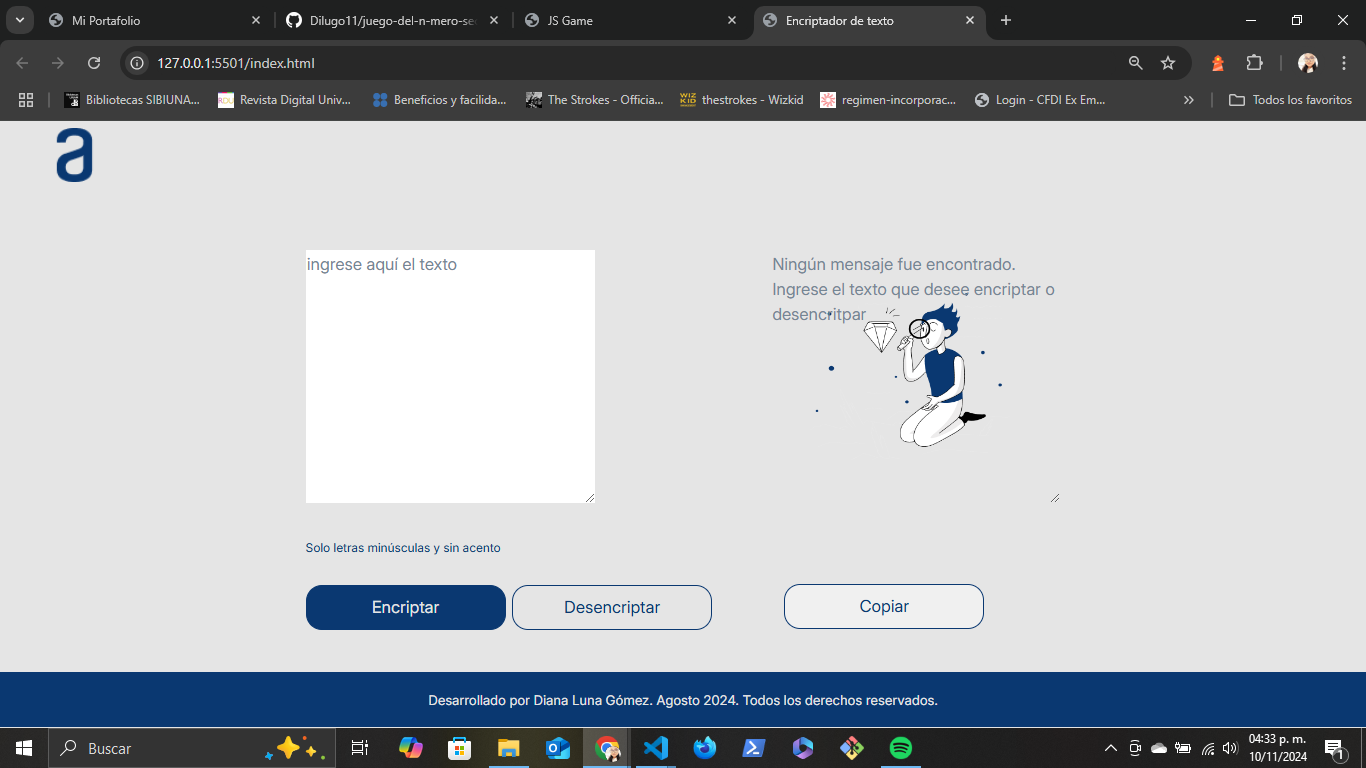 Mi Portafolio
Dilugo11/juego-del-n-mero-sec
JS Game
Encriptador de texto
127.0.0.1:5501/index.html
Bibliotecas SIBIUNA...
Revista Digital Univ...
Beneficios y facilida...
The Strokes - Officia...
WIZ KID
thestrokes - Wizkid
regimen-incorporac...
Login - CFDI Ex Em...
Todos los favoritos
a
ingrese aquí el texto
Ningún mensaje fue encontrado.
Ingrese el texto que desee encriptar o
desencritpar
Solo letras minúsculas y sin acento
Encriptar
Desencriptar
Copiar
Desarrollado por Diana Luna Gómez. Agosto 2024. Todos los derechos reservados.
Buscar
04:33 p. m.
10/11/2024
1